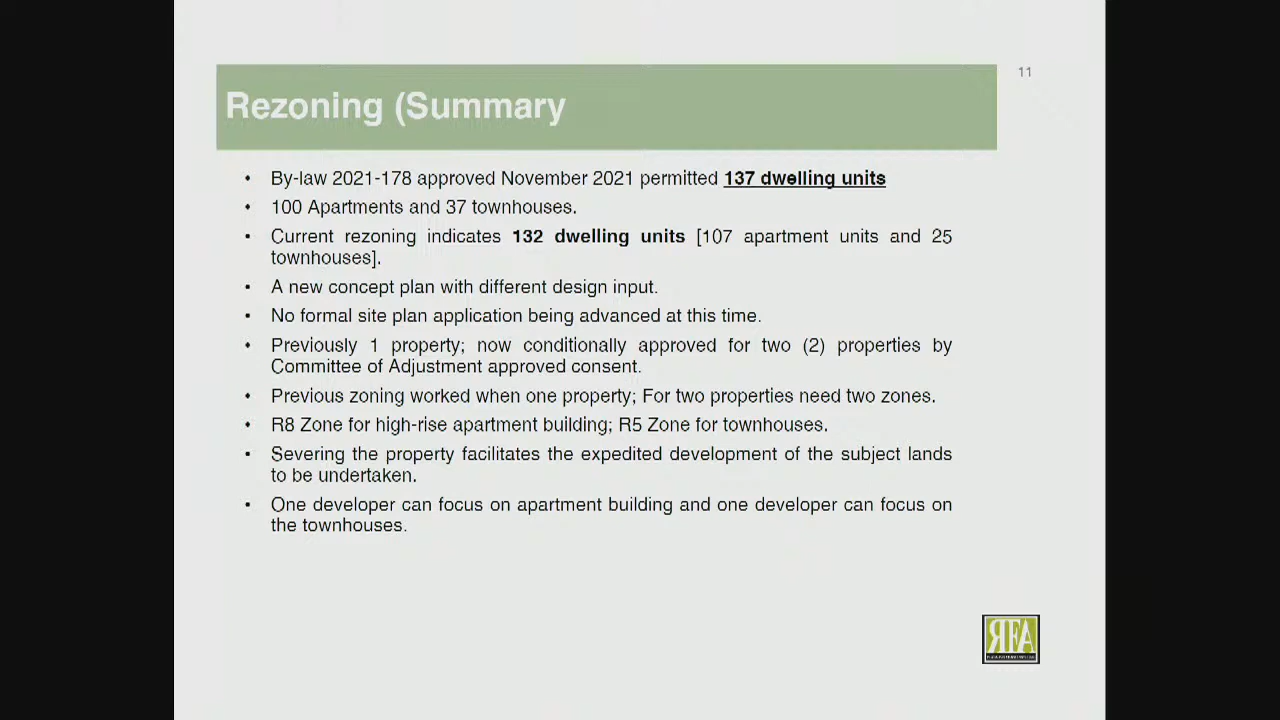 11
Rezoning (Summary
• By-law 2021-178 approved November 2021 permitted 137 dwelling units
• 100 Apartments and 37 townhouses.
• Current rezoning indicates 132 dwelling units [107 apartment units and 25
townhouses].
• A new concept plan with different design input.
• No formal site plan application being advanced at this time.
• Previously 1 property; now conditionally approved for two (2) properties by
Committee of Adjustment approved consent.
• Previous zoning worked when one property; For two properties need two zones.
• R8 Zone for high-rise apartment building; R5 Zone for townhouses.
• Severing the property facilitates the expedited development of the subject lands
to be undertaken.
• One developer can focus on apartment building and one developer can focus on
the townhouses.
RFA